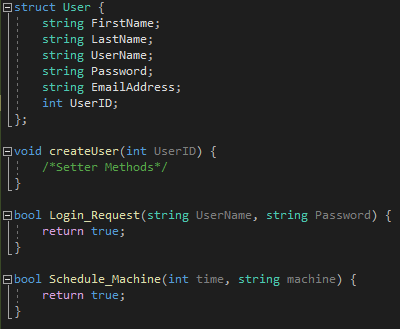 struct User {
string FirstName;
string LastName;
string UserName;
string Password;
string EmailAddress;
int UserID;
};
void createUser(int UserID) {
/*Setter Methods*/
}
bool Login_Request(string UserName, string Password) {
return true;
}
bool Schedule_Machine(int time, string machine) {
return true;
}